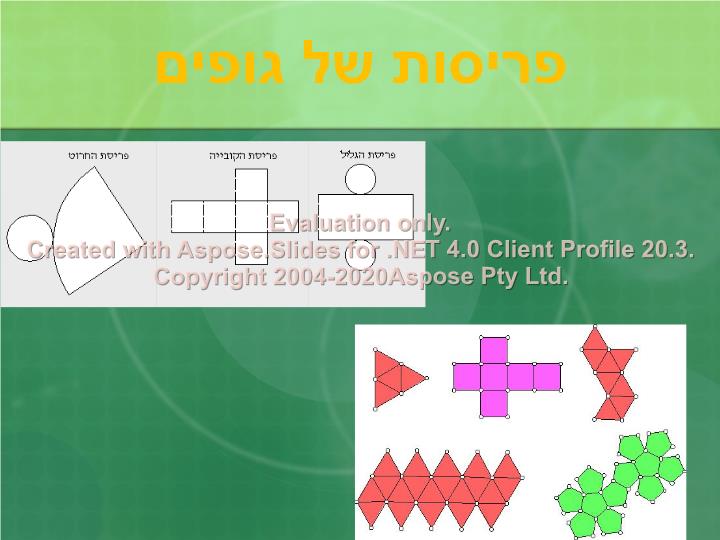 פריסות של גופים
פריסת הגליל
פריסת הקובייה
פריסת החרוט
Evaluation only.
Created with Aspose.Slides for .NET 4.0 Client Profile 20.3.
Copyright 2004-2020Aspose Pty Ltd.